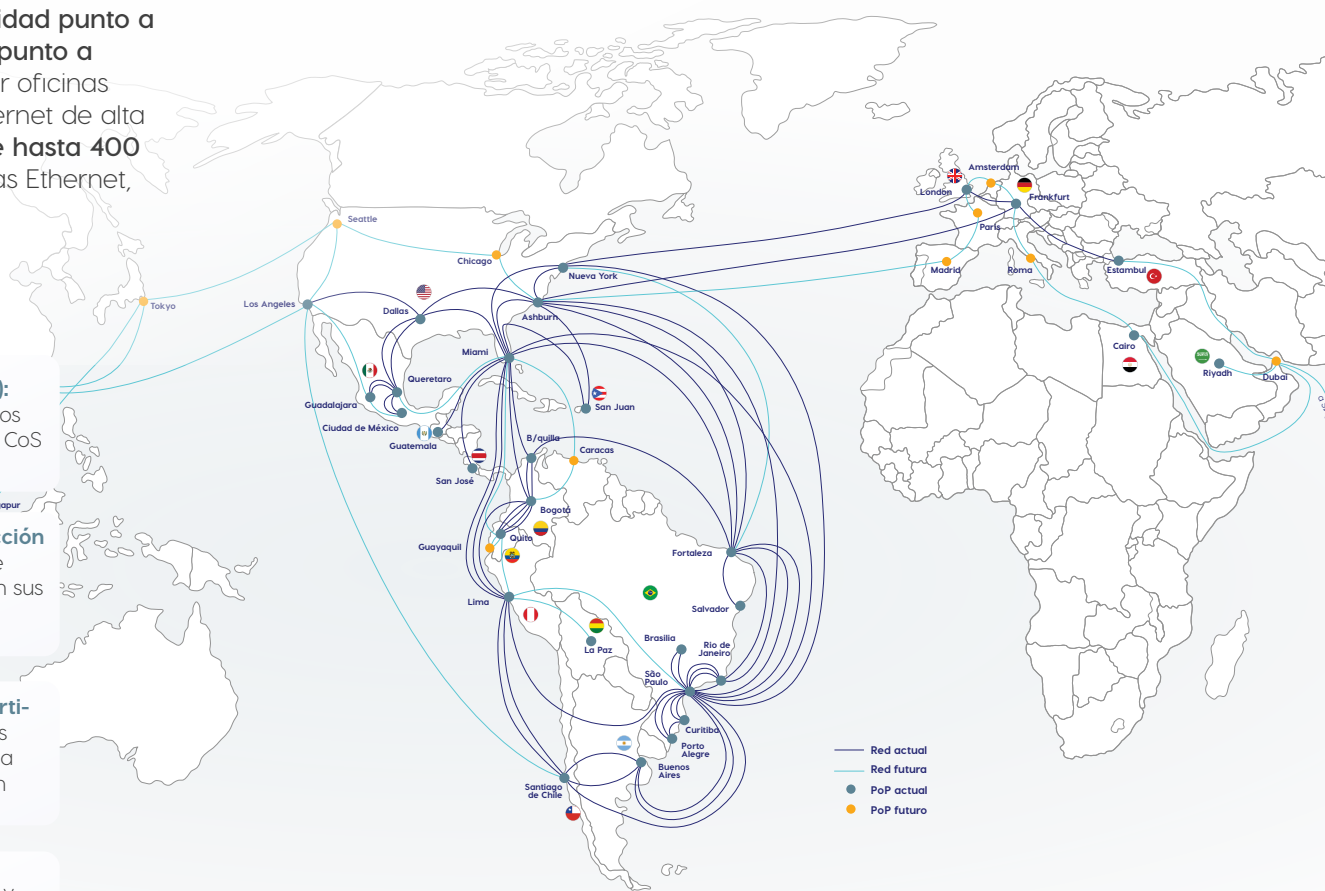 idad punto a
punto a
r oficinas
ernet de alta
e hasta 400
as Ethernet,
):
os
CoS
apur
cción
e
n sus
rti-
s
a
n
y
Seattle
Chicago
Tokyo
Los Angeles
Dallas
Nueva York
Ashburn
Miami
Queretaro
Guadalajara
Ciudad de México
Guatemala
San José
San Juan
B/quilla
Caracas
Bogotá
Quito
Guayaquil
Lima
Fortaleza
Salvador
Brasilia
Rio de
Janeiro
La Paz
São
Paulo
Curitiba
Porto
Alegre
Buenos
Aires
Santiago
de Chile
Amsterdam
London
Frankfurt
Paris
Madrid
Roma
Estambul
Cairo
Riyadh
Dubai
Red actual
Red futura
PoP actual
PoP futuro